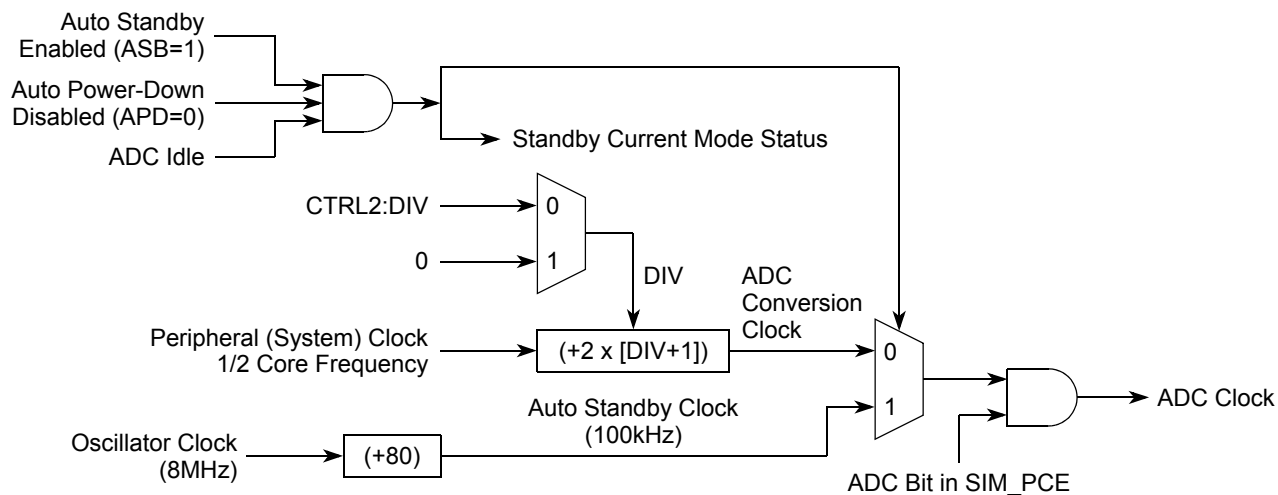 Auto Standby
Enabled (ASB=1)
Auto Power-Down
Disabled (APD=0)
ADC Idle
Standby Current Mode Status
CTRL2:DIV
0
0
1
DIV
ADC
Conversion
Clock
Peripheral (System) Clock
1/2 Core Frequency
(+2 x [DIV+1])
0
1
Auto Standby Clock
(100kHz)
Oscillator Clock
(8MHz)
(+80)
ADC Clock
ADC Bit in SIM_PCE